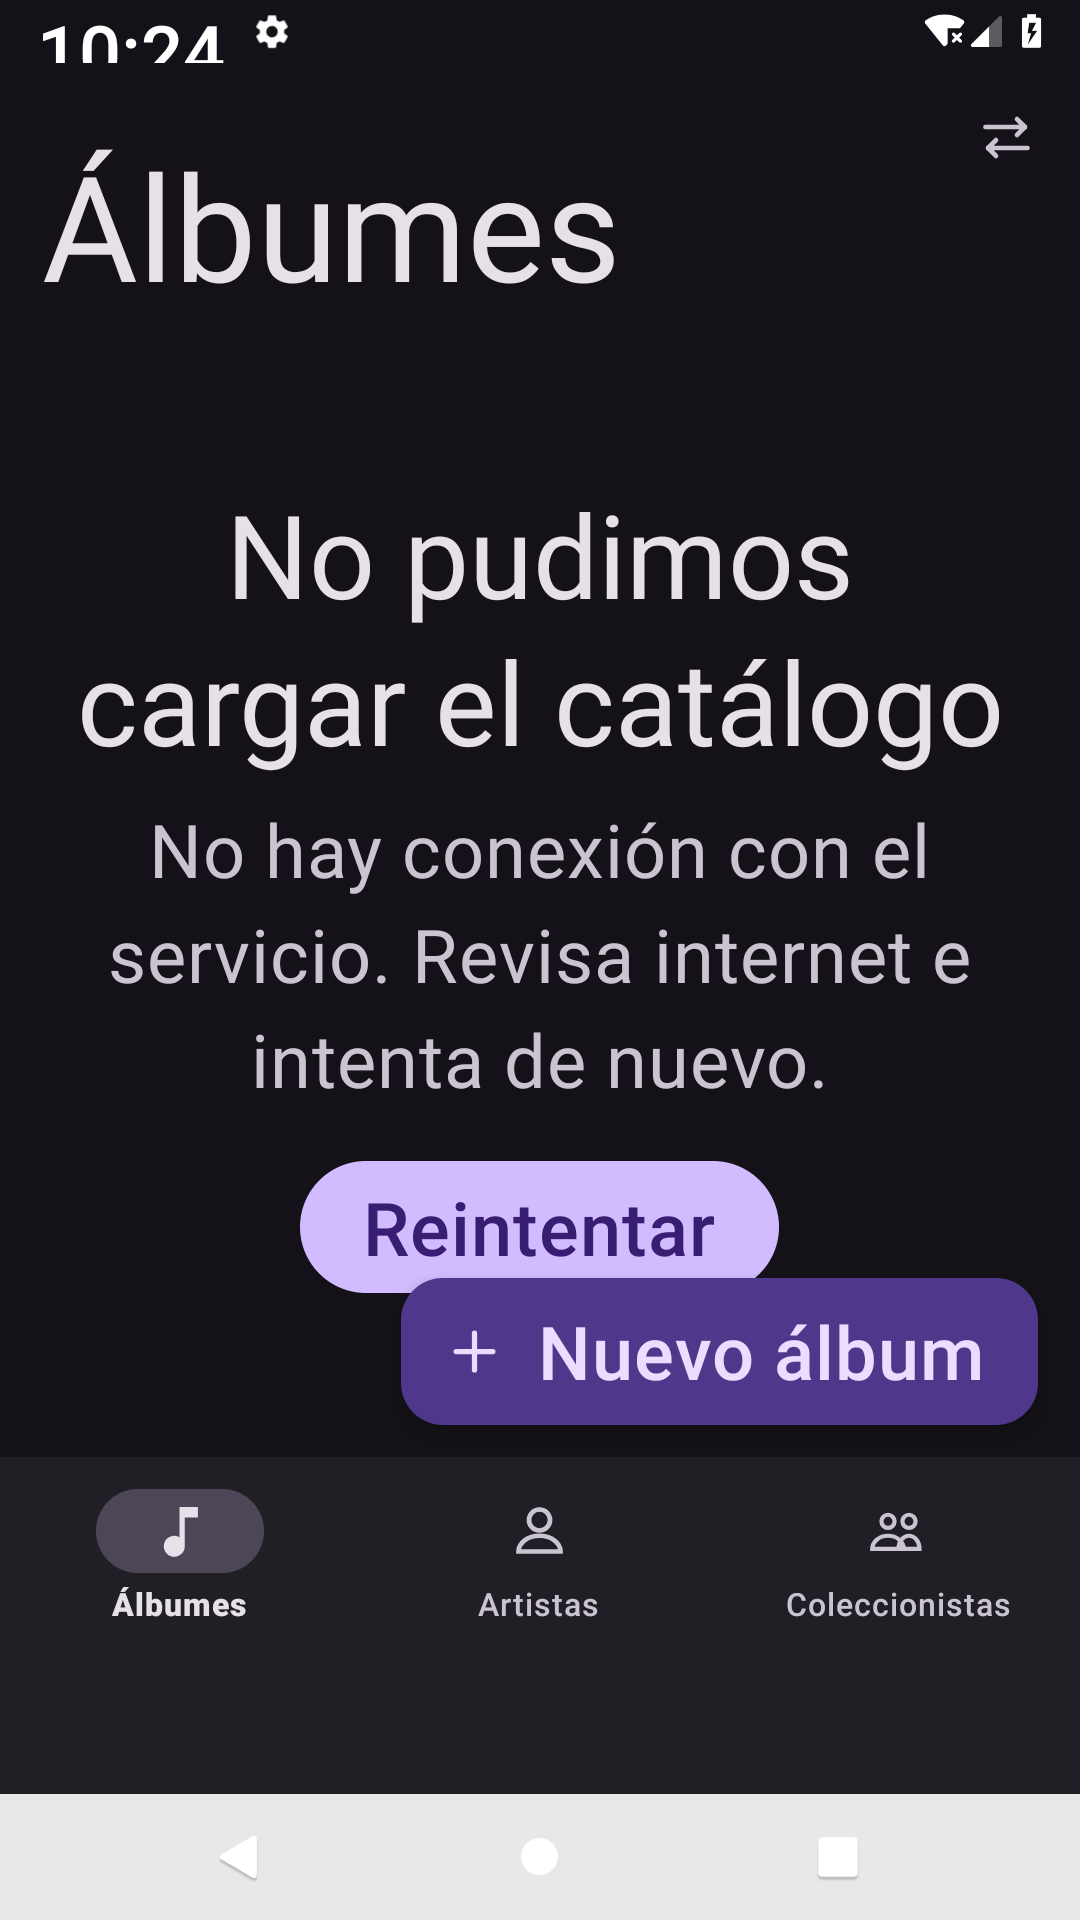 10:24
Álbumes
No pudimos
cargar el catálogo
No hay conexión con el
servicio. Revisa internet e
intenta de nuevo.
Reintentar
Nuevo álbum
Álbumes
Artistas
Coleccionistas